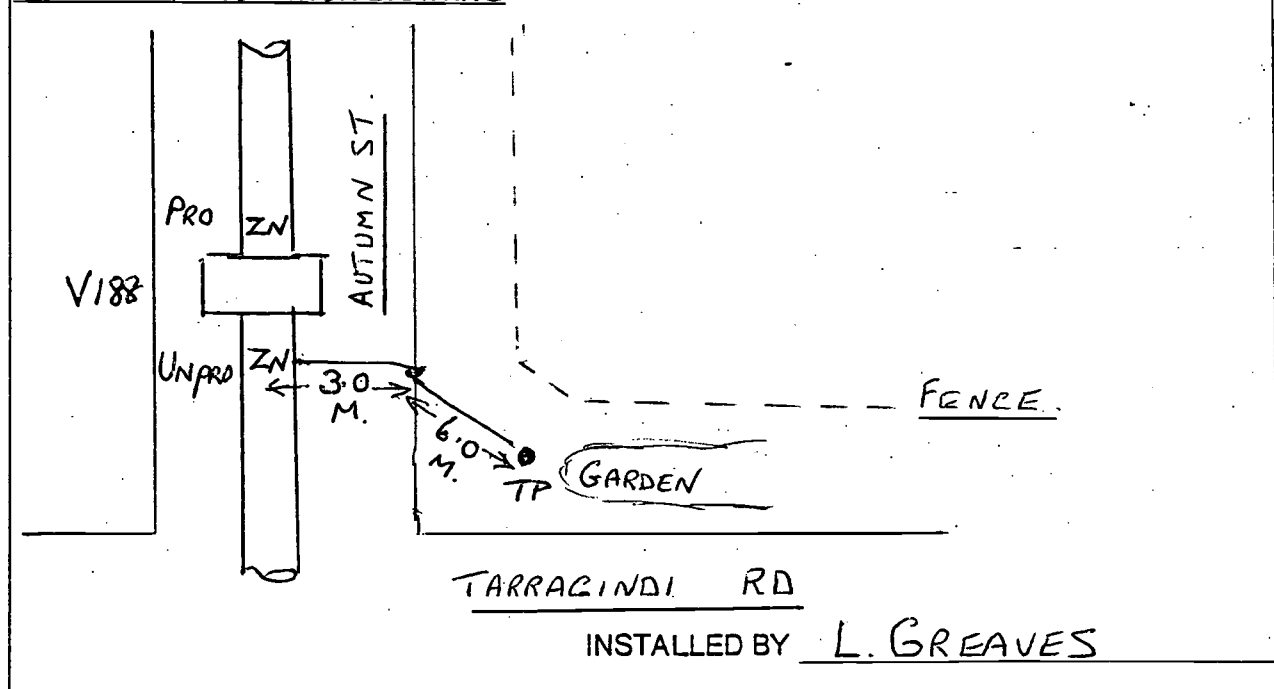 PRO
ZN
AUTUMN ST.
V188
UNPRO
ZN
3.0
M.
6.0
M.
FENCE.
TP
GARDEN
TARRAGINDI RD
INSTALLED BY L. GREAVES